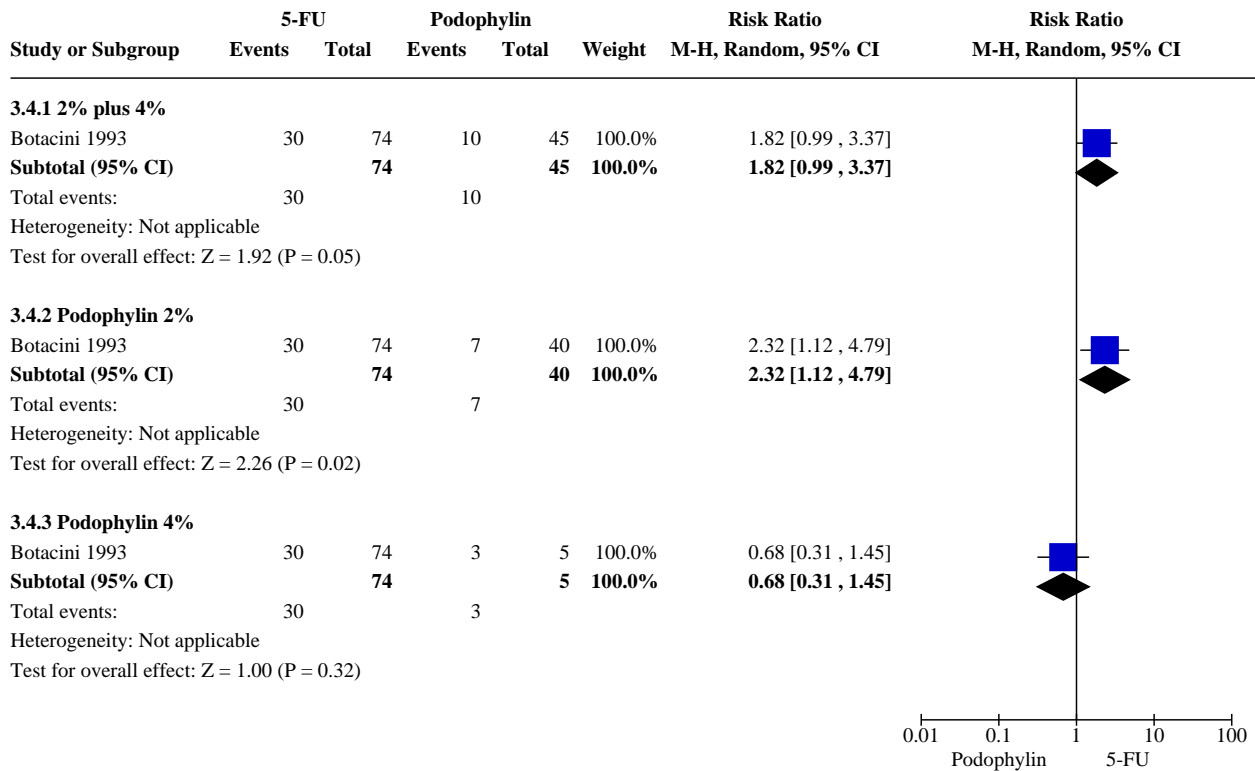 5-FU Podophylin Risk Ratio Risk Ratio
Study or Subgroup Events Total Events Total Weight M-H, Random, 95% CI M-H, Random, 95% CI
3.4.1 2% plus 4%
Botacini 1993 30 74 10 45 100.0% 1.82 [0.99 , 3.37]
Subtotal (95% CI) 74 45 100.0% 1.82 [0.99 , 3.37]
Total events: 30 10
Heterogeneity: Not applicable
Test for overall effect: Z = 1.92 (P = 0.05)
3.4.2 Podophylin 2%
Botacini 1993 30 74 7 40 100.0% 2.32 [1.12 , 4.79]
Subtotal (95% CI) 74 40 100.0% 2.32 [1.12 , 4.79]
Total events: 30 7
Heterogeneity: Not applicable
Test for overall effect: Z = 2.26 (P = 0.02)
3.4.3 Podophylin 4%
Botacini 1993 30 74 3 5 100.0% 0.68 [0.31 , 1.45]
Subtotal (95% CI) 74 5 100.0% 0.68 [0.31 , 1.45]
Total events: 30 3
Heterogeneity: Not applicable
Test for overall effect: Z = 1.00 (P = 0.32)
0.01 0.1 1 10 100
Podophylin 5-FU